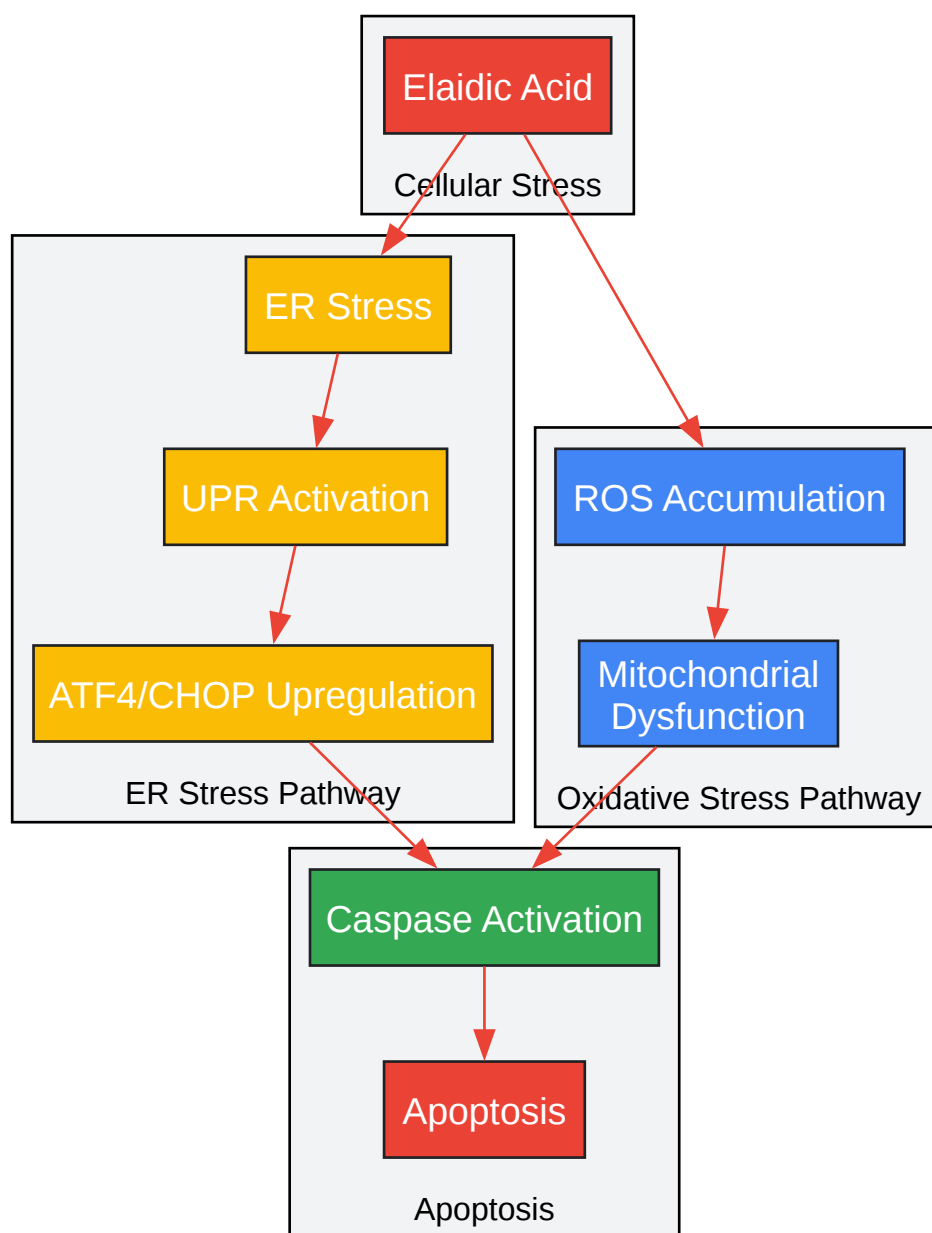 Elaidic Acid
Cellular Stress
ER Stress
UPR Activation
ATF4/CHOP Upregulation
ER Stress Pathway
ROS Accumulation
Mitochondrial
Dysfunction
Oxidative Stress Pathway
Caspase Activation
Apoptosis
Apoptosis